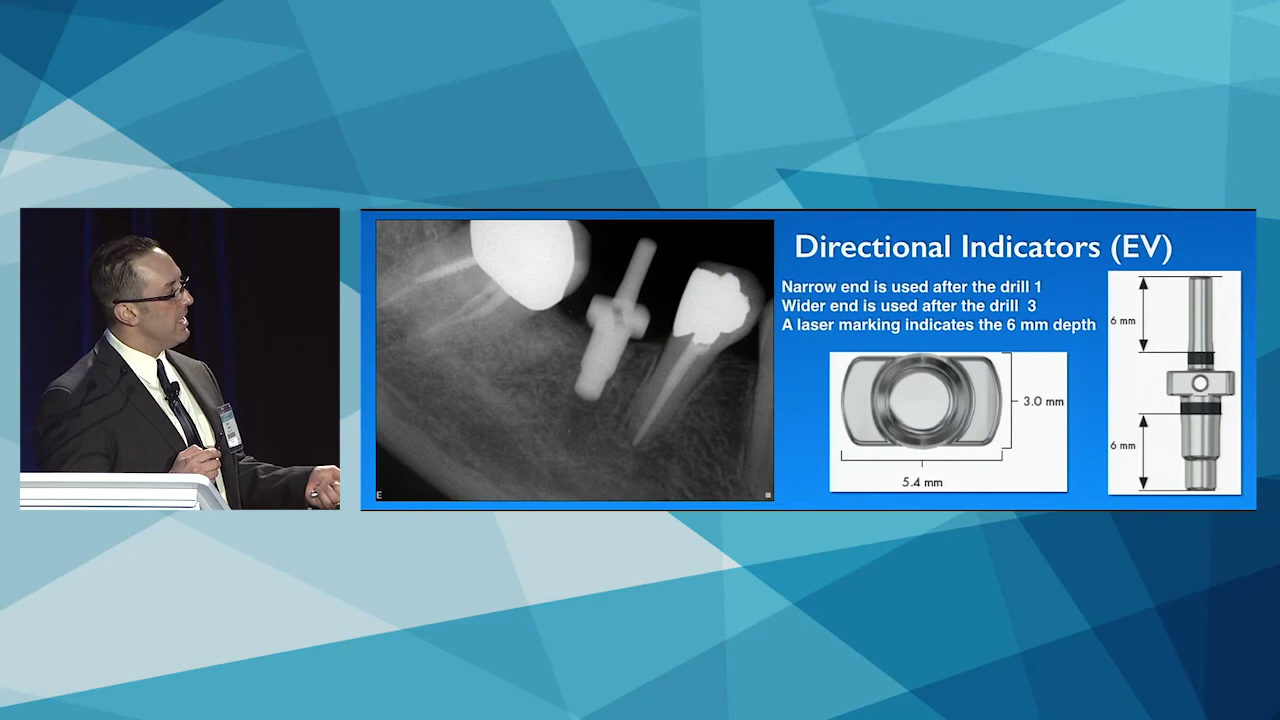 Directional Indicators (EV)
Narrow end is used after the drill 1
Wider end is used after the drill 3
A laser marking indicates the 6 mm depth
3.0 mm
5.4 mm
6 mm
6 mm
E